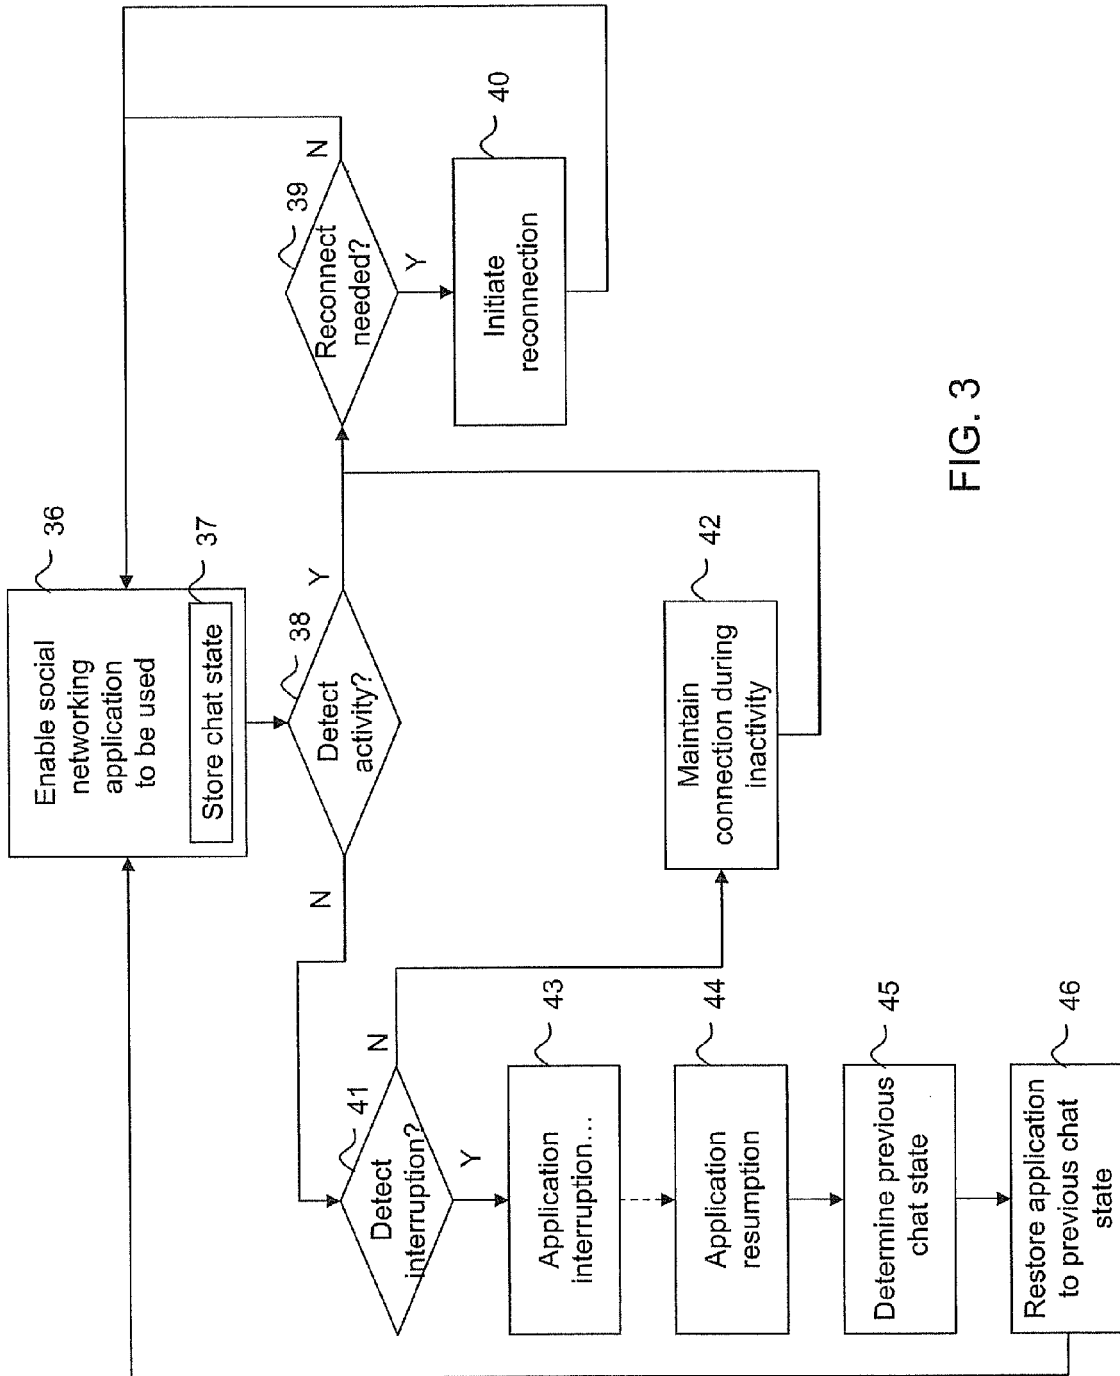 Enable social
networking
application
to be used
36
Store chat state
37
Detect
activity?
38
Y
N
Reconnect
needed?
39
N
Y
Initiate
reconnection
40
Detect
interruption?
41
N
Y
Maintain
connection during
inactivity
42
Application
interruption...
43
Application
resumption
44
Determine previous
chat state
45
Restore application
to previous chat
state
46
FIG. 3